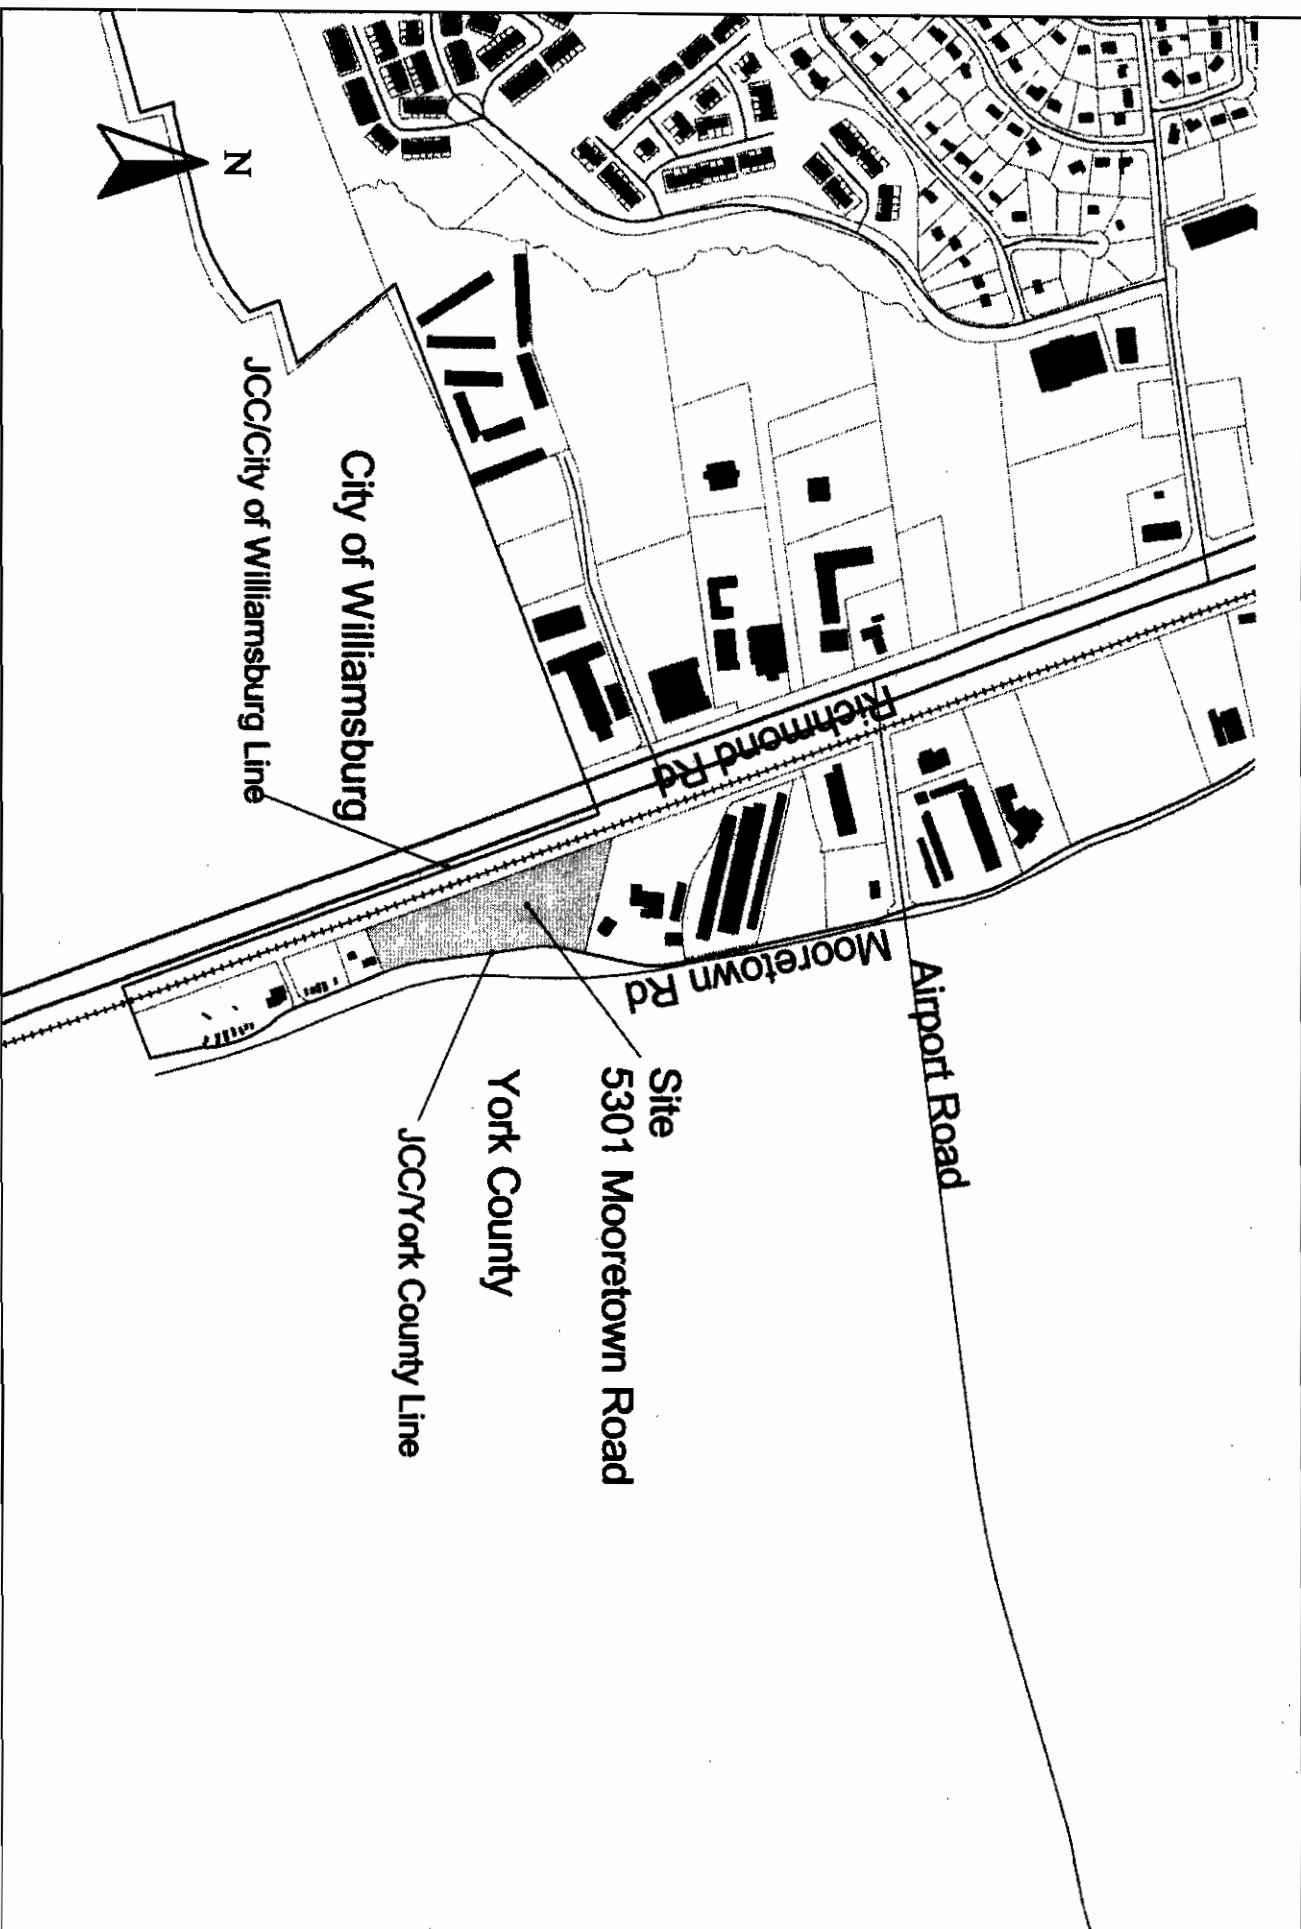 N
Richmond Rd
Mooretown Rd
Airport Road
Site
5301 Mooretown Road
York County
JCC/York County Line
City of Williamsburg
JCC/City of Williamsburg Line